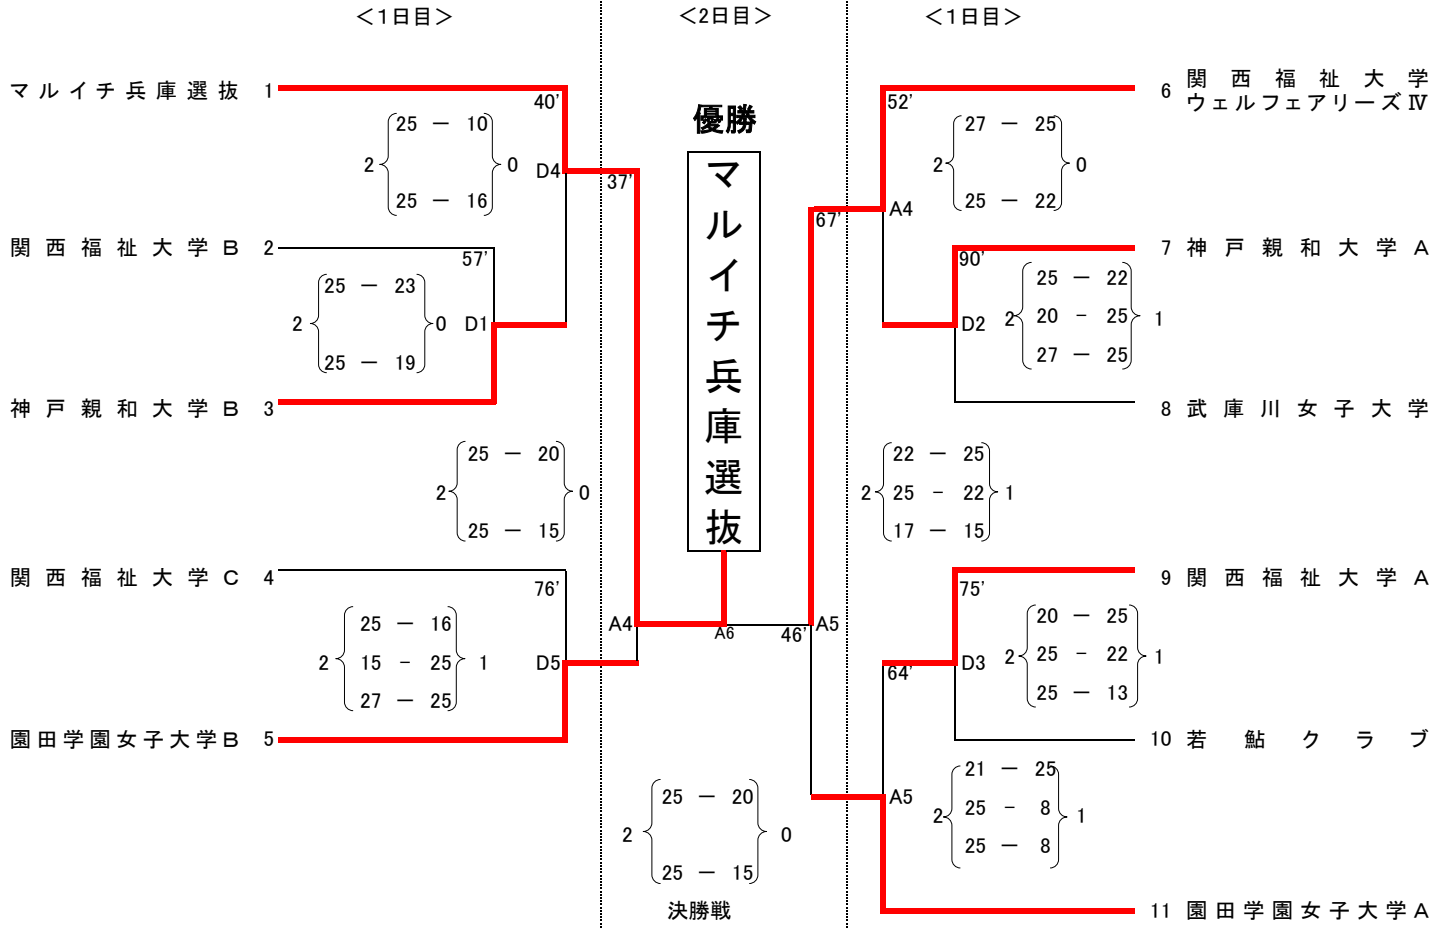 ＜1日目＞ ＜2日目＞ ＜1日目＞
マルイチ兵庫選抜 1
40'
25 － 10
2 0 D4
25 － 16
37'
関西福祉大学B 2
57'
25 － 23
2 0 D1
25 － 19
神戸親和大学B 3
25 － 20
2 0
25 － 15
関西福祉大学C 4
76'
25 － 16
2 15 － 25 1 D5
27 － 25
園田学園女子大学B 5
A4
優勝
マルイチ兵庫選抜
A6
46'
A5
25 － 20
2 0
25 － 15
決勝戦
6 関西福祉大学
ウェルフェアリーズⅣ
52'
27 － 25
2 0
25 － 22
67'
A4
7 神戸親和大学A
90'
25 － 22
D2 2 20 － 25 1
27 － 25
8 武庫川女子大学
22 － 25
2 25 － 22 1
17 － 15
9 関西福祉大学A
75'
20 － 25
D3 2 25 － 22 1
25 － 13
64'
10 若鮎クラブ
A5
21 － 25
2 25 － 8 1
25 － 8
11 園田学園女子大学A